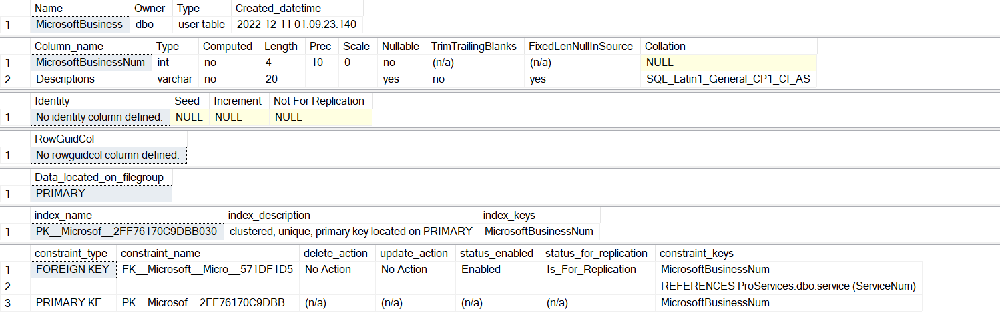 Name Owner Type Created_datetime
1 MicrosoftBusiness dbo user table 2022-12-11 01:09:23.140
Column_name Type Computed Length Prec Scale Nullable TrimTrailingBlanks FixedLenNullInSource Collation
1 MicrosoftBusinessNum int no 4 10 0 no (n/a) (n/a) NULL
2 Descriptions varchar no 20 yes no yes SQL_Latin1_General_CP1_CI_AS
Identity Seed Increment Not For Replication
1 No identity column defined. NULL NULL NULL
RowGuidCol
1 No rowguidcol column defined.
Data_located_on_filegroup
1 PRIMARY
index_name index_description index_keys
1 PK__Microsof__2FF76170C9DBB030 clustered, unique, primary key located on PRIMARY MicrosoftBusinessNum
constraint_type constraint_name delete_action update_action status_enabled status_for_replication constraint_keys
1 FOREIGN KEY FK__Microsoft__Micro__571DF1D5 No Action No Action Enabled Is_For_Replication MicrosoftBusinessNum
2 REFERENCES ProServices.dbo.service (ServiceNum)
3 PRIMARY KE... PK__Microsof__2FF76170C9DBB... (n/a) (n/a) (n/a) (n/a) MicrosoftBusinessNum